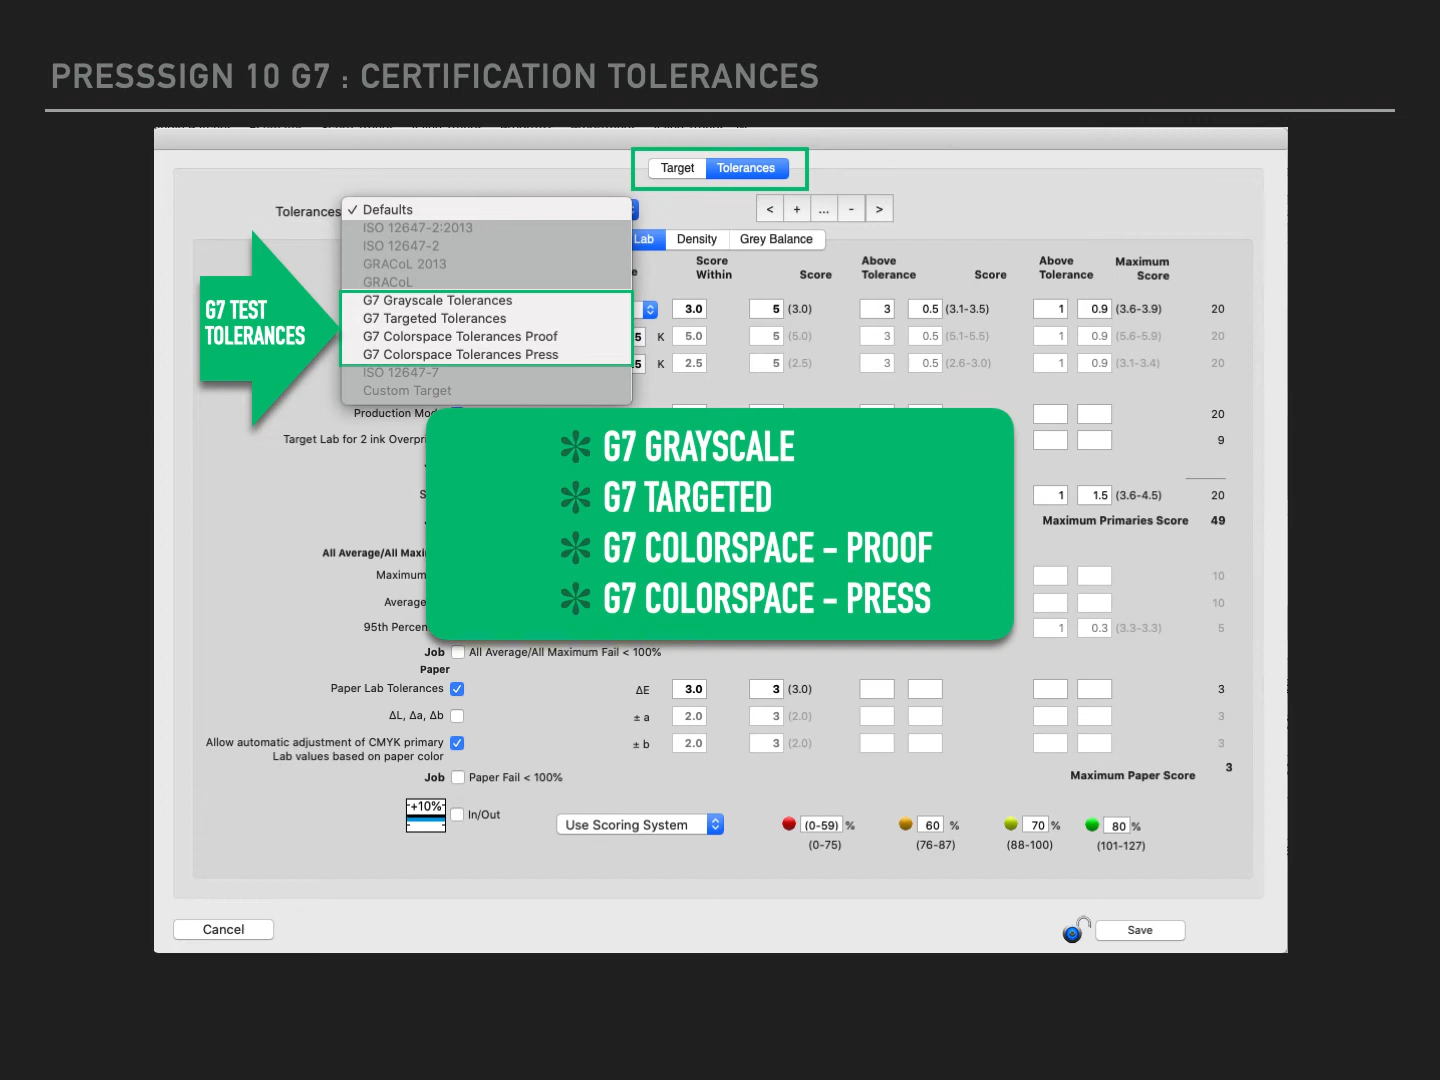 PRESSSIGN 10 G7 : CERTIFICATION TOLERANCES
Target Tolerances
Tolerances ✓ Defaults < + ... - >
ISO 12647-2:2013
ISO 12647-2
GRACoL 2013
GRACoL
G7 Grayscale Tolerances
G7 Targeted Tolerances
G7 Colorspace Tolerances Proof
G7 Colorspace Tolerances Press
ISO 12647-7
Custom Target
G7 TEST
TOLERANCES
Lab Density Grey Balance
Score Within Score Above Tolerance Score Above Tolerance Maximum Score
3.0 5 (3.0) 3 0.5 (3.1-3.5) 1 0.9 (3.6-3.9) 20
5 K 5.0 5 (5.0) 3 0.5 (5.1-5.5) 1 0.9 (5.6-5.9) 20
.5 K 2.5 5 (2.5) 3 0.5 (2.6-3.0) 1 0.9 (3.1-3.4) 20
Production Mod 20
Target Lab for 2 ink Overpri 9
S 1 1.5 (3.6-4.5) 20
Maximum Primaries Score 49
✻ G7 GRAYSCALE
✻ G7 TARGETED
✻ G7 COLORSPACE - PROOF
✻ G7 COLORSPACE - PRESS
All Average/All Maxi
Maximum 10
Average 10
95th Percen 1 0.3 (3.3-3.3) 5
Job All Average/All Maximum Fail < 100%
Paper
Paper Lab Tolerances ΔE 3.0 3 (3.0) 3
ΔL, Δa, Δb ± a 2.0 3 (2.0) 3
Allow automatic adjustment of CMYK primary ± b 2.0 3 (2.0) 3
Lab values based on paper color
Job Paper Fail < 100% Maximum Paper Score 3
+10% In/Out Use Scoring System (0-59) % 60 % 70 % 80 %
(0-75) (76-87) (88-100) (101-127)
Cancel Save